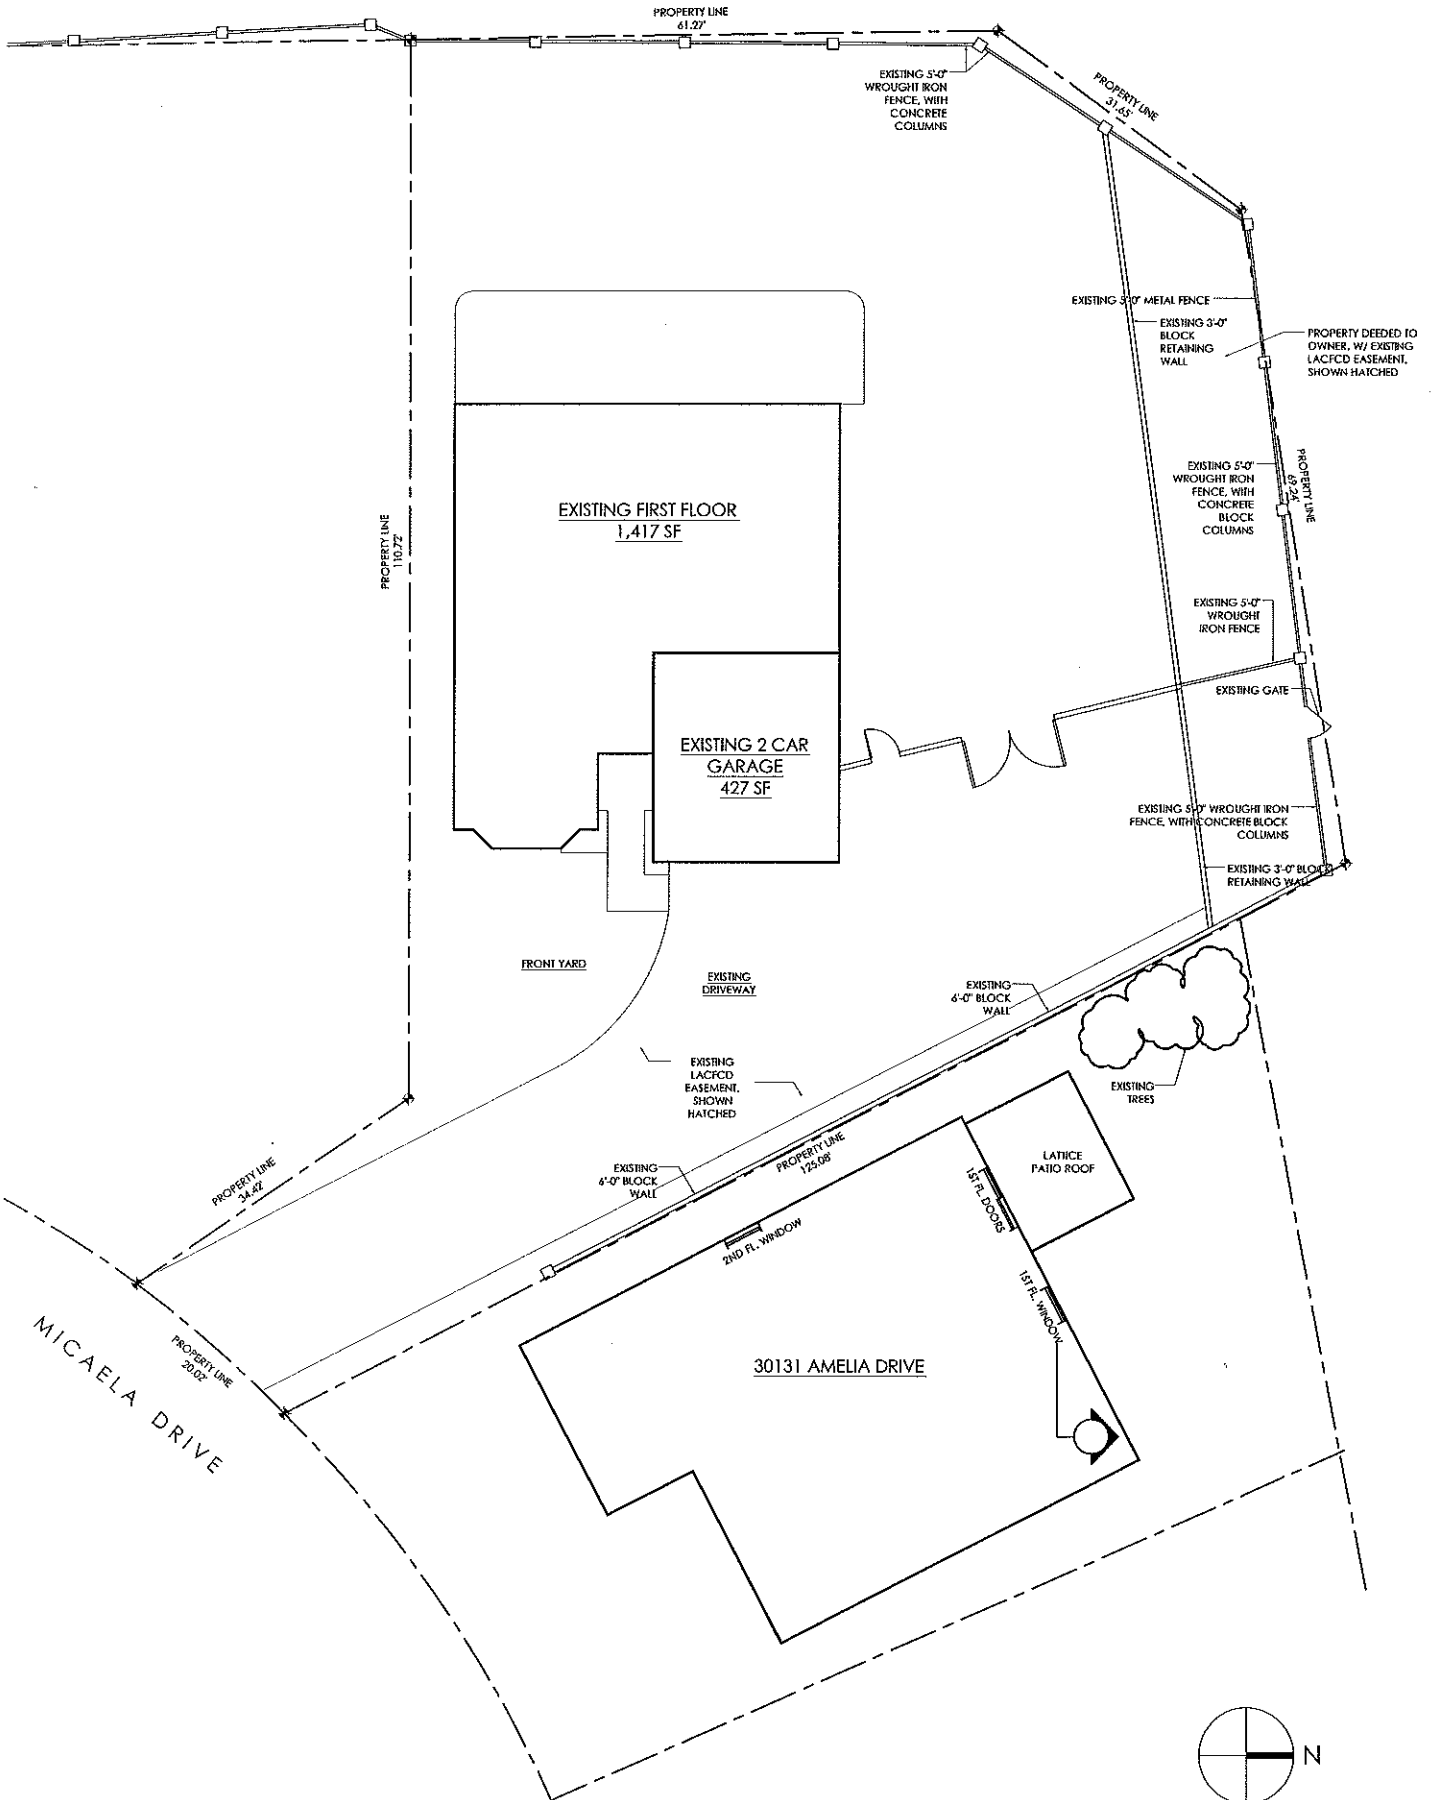 PROPERTY LINE
61.27'
EXISTING 5'-0"
WROUGHT IRON
FENCE, WITH
CONCRETE
COLUMNS
PROPERTY LINE
31.65'
EXISTING 5'-0" METAL FENCE
EXISTING 3'-0"
BLOCK
RETAINING
WALL
PROPERTY DEEDED TO
OWNER, W/ EXISTING
LACFCD EASEMENT,
SHOWN HATCHED
EXISTING 5'-0"
WROUGHT IRON
FENCE, WITH
CONCRETE
BLOCK
COLUMNS
PROPERTY LINE
69.24'
EXISTING FIRST FLOOR
1,417 SF
PROPERTY LINE
110.72'
EXISTING 5'-0"
WROUGHT
IRON FENCE
EXISTING GATE
EXISTING 2 CAR
GARAGE
427 SF
EXISTING 5'-0" WROUGHT IRON
FENCE, WITH CONCRETE BLOCK
COLUMNS
EXISTING 3'-0" BLOCK
RETAINING WALL
FRONT YARD
EXISTING
DRIVEWAY
EXISTING
6'-0" BLOCK
WALL
EXISTING
LACFCD
EASEMENT,
SHOWN
HATCHED
EXISTING
TREES
PROPERTY LINE
34.42'
EXISTING
6'-0" BLOCK
WALL
PROPERTY LINE
125.08'
LATTICE
PATIO ROOF
1ST FL. DOORS
2ND FL. WINDOW
1ST FL. WINDOW
MICAELA DRIVE
PROPERTY LINE
20.02'
30131 AMELIA DRIVE
N